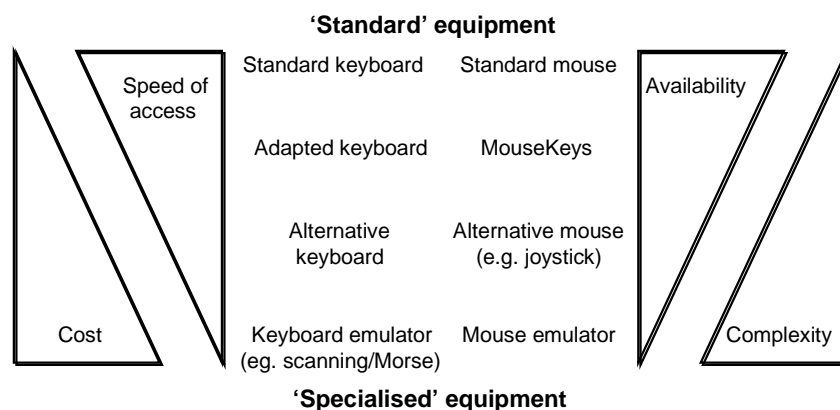 ‘Standard’ equipment
Speed of
access
Standard keyboard
Standard mouse
Availability
Adapted keyboard
MouseKeys
Alternative
keyboard
Alternative mouse
(e.g. joystick)
Cost
Keyboard emulator
(eg. scanning/Morse)
Mouse emulator
Complexity
‘Specialised’ equipment